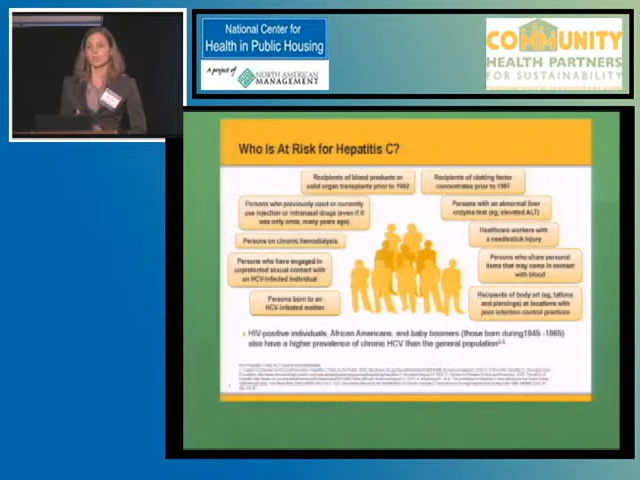 National Center for
Health in Public Housing
A project of NORTH AMERICAN
MANAGEMENT
COMMUNITY
HEALTH PARTNERS
FOR SUSTAINABILITY
Who Is At Risk for Hepatitis C?
Recipients of blood products or
solid organ transplants prior to 1992
Recipients of clotting factor
concentrates prior to 1987
Persons who previously used or currently
use injection or intranasal drugs (even if it
was only once, many years ago)
Persons with an abnormal liver
enzyme test (eg, elevated ALT)
Persons on chronic hemodialysis
Healthcare workers with
a needlestick injury
Persons who have engaged in
unprotected sexual contact with
an HCV-infected individual
Persons who share personal
items that may come in contact
with blood
Persons born to an
HCV-infected mother
Recipients of body art (eg, tattoos
and piercings) at locations with
poor infection control practices
HIV-positive individuals, African Americans, and baby boomers (those born during1945 -1965)
also have a higher prevalence of chronic HCV than the general population